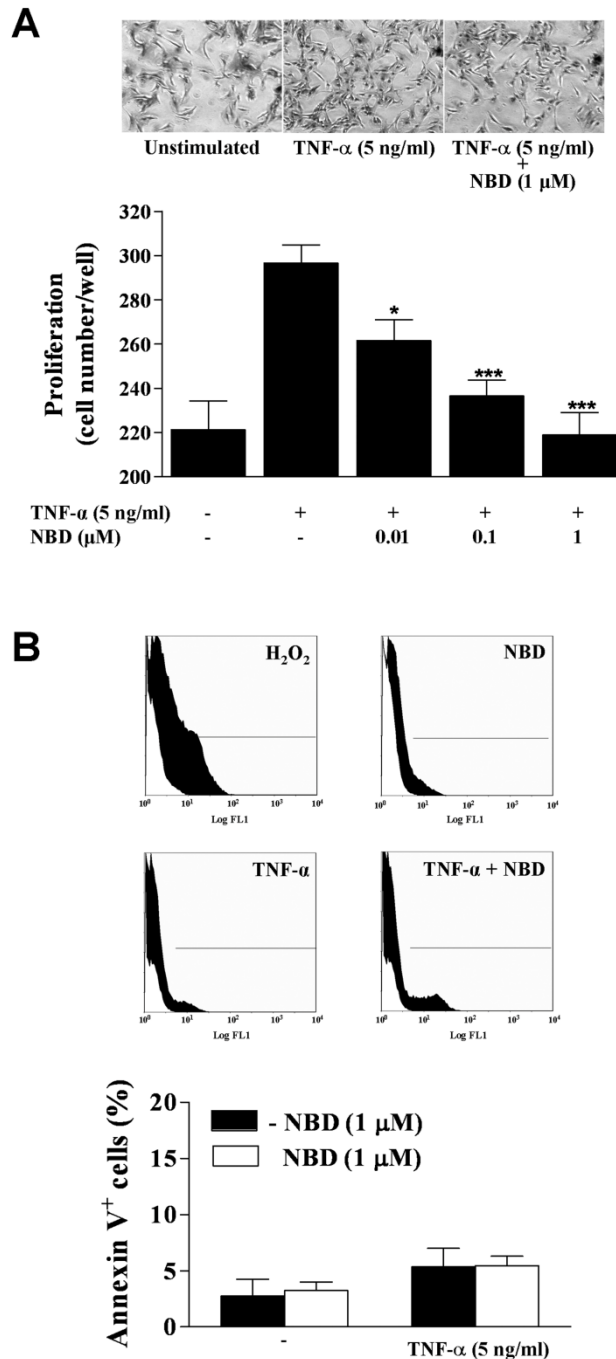 A
Unstimulated
TNF-α (5 ng/ml)
TNF-α (5 ng/ml)
+
NBD (1 μM)
Proliferation
(cell number/well)
320
300
280
260
240
220
200
*
***
***
TNF-α (5 ng/ml) - + + + +
NBD (μM) - - 0.01 0.1 1
B
H₂O₂
10⁰ 10¹ 10² 10³ 10⁴
Log FL1
NBD
10⁰ 10¹ 10² 10³ 10⁴
Log FL1
TNF-α
10⁰ 10¹ 10² 10³ 10⁴
Log FL1
TNF-α + NBD
10⁰ 10¹ 10² 10³ 10⁴
Log FL1
Annexin V⁺ cells (%)
20
15
10
5
0
- NBD (1 μM)
NBD (1 μM)
-
TNF-α (5 ng/ml)